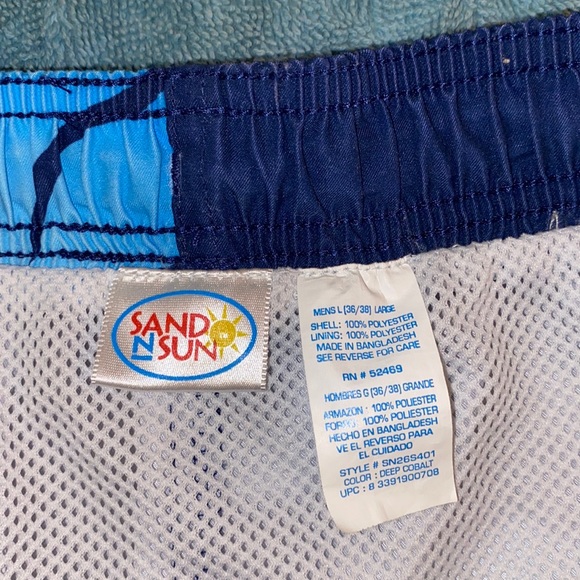 SAND
N SUN
MENS L (36/38) LARGE
SHELL: 100% POLYESTER
LINING: 100% POLYESTER
MADE IN BANGLADESH
SEE REVERSE FOR CARE
RN # 52469
HOMBRES G (36/38) GRANDE
ARMAZON : 100% POLIESTER
FORRO: 100% POLIESTER
HECHO EN BANGLADESH
VE EL REVERSO PARA
EL CUIDADO
STYLE # SN26S401
COLOR : DEEP COBALT
UPC : 8 3391900708